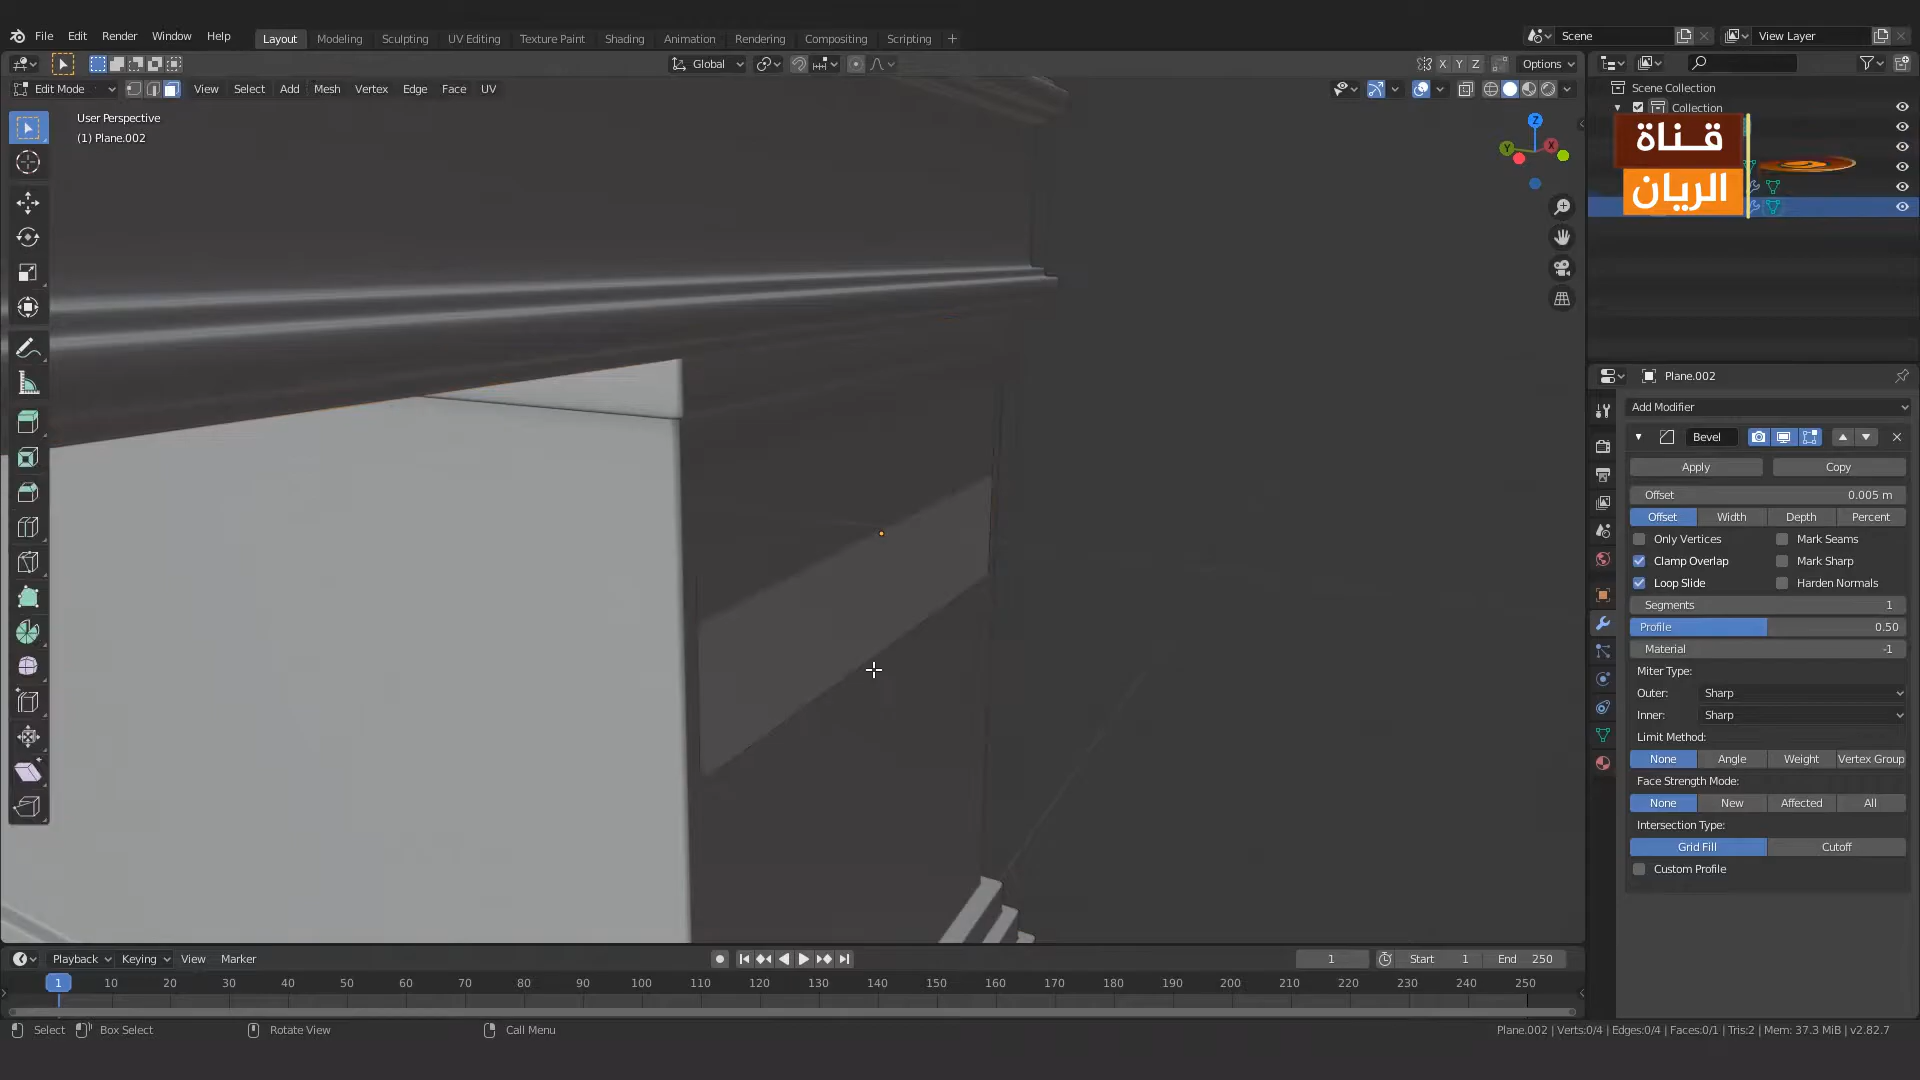 File Edit Render Window Help
Layout Modeling Sculpting UV Editing Texture Paint Shading Animation Rendering Compositing Scripting +
Scene
View Layer
Global
X Y Z
Options
Edit Mode
View Select Add Mesh Vertex Edge Face UV
User Perspective
(1) Plane.002
Z
Y
X
Scene Collection
Collection
قناة
الريان
Plane.002
Add Modifier
Bevel
Apply Copy
Offset 0.005 m
Offset Width Depth Percent
Only Vertices Mark Seams
Clamp Overlap Mark Sharp
Loop Slide Harden Normals
Segments 1
Profile 0.50
Material -1
Miter Type:
Outer: Sharp
Inner: Sharp
Limit Method:
None Angle Weight Vertex Group
Face Strength Mode:
None New Affected All
Intersection Type:
Grid Fill Cutoff
Custom Profile
Playback Keying View Marker
1 Start 1 End 250
1 10 20 30 40 50 60 70 80 90 100 110 120 130 140 150 160 170 180 190 200 210 220 230 240 250
Select Box Select Rotate View Call Menu
Plane.002 | Verts:0/4 | Edges:0/4 | Faces:0/1 | Tris:2 | Mem: 37.3 MiB | v2.82.7